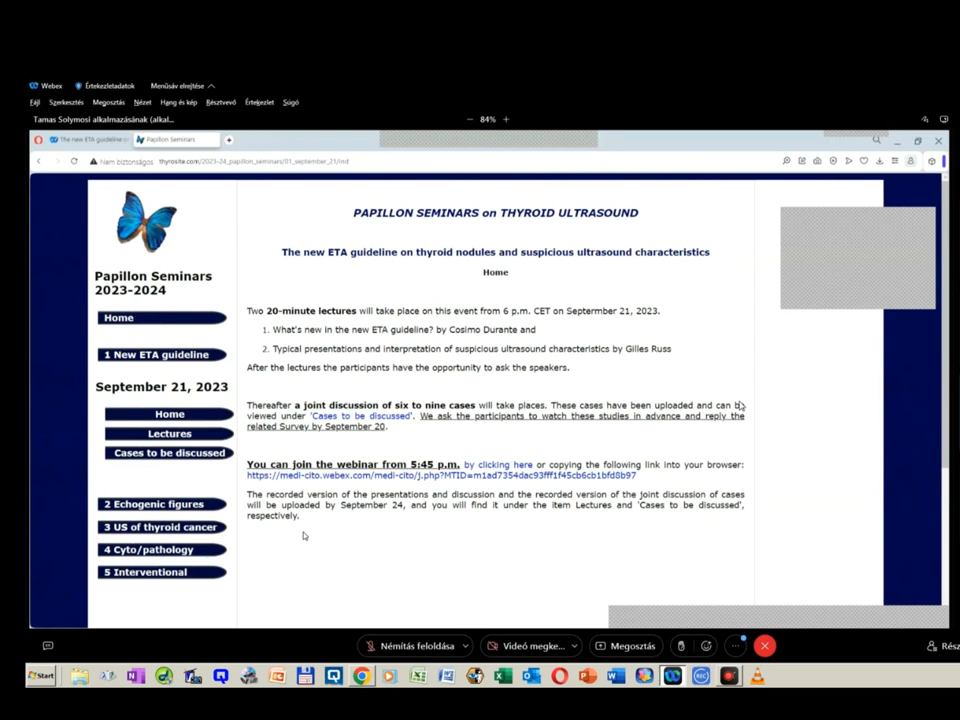 Webex Értekezletadatok Menüsáv elrejtése
Fájl Szerkesztés Megosztás Nézet Hang és kép Résztvevő Értekezlet Súgó
Tamas Solymosi alkalmazásának (alkal...
84%
The new ETA guideline
Papillon Seminars
Nem biztonságos thyrosite.com/2023-24_papillon_seminars/01_september_21/ind
Papillon Seminars
2023-2024
Home
1 New ETA guideline
September 21, 2023
Home
Lectures
Cases to be discussed
2 Echogenic figures
3 US of thyroid cancer
4 Cyto/pathology
5 Interventional
PAPILLON SEMINARS on THYROID ULTRASOUND
The new ETA guideline on thyroid nodules and suspicious ultrasound characteristics
Home
Two 20-minute lectures will take place on this event from 6 p.m. CET on Septermber 21, 2023.
1. What's new in the new ETA guideline? by Cosimo Durante and
2. Typical presentations and interpretation of suspicious ultrasound characteristics by Gilles Russ
After the lectures the participants have the opportunity to ask the speakers.
Thereafter a joint discussion of six to nine cases will take places. These cases have been uploaded and can be
viewed under 'Cases to be discussed'. We ask the participants to watch these studies in advance and reply the
related Survey by September 20.
You can join the webinar from 5:45 p.m. by clicking here or copying the following link into your browser:
https://medi-cito.webex.com/medi-cito/j.php?MTID=m1ad7354dac93fff1f45cb6cb1bfd8b97
The recorded version of the presentations and discussion and the recorded version of the joint discussion of cases
will be uploaded by September 24, and you will find it under the item Lectures and 'Cases to be discussed',
respectively.
Némítás feloldása Videó megke... Megosztás Rész
Start